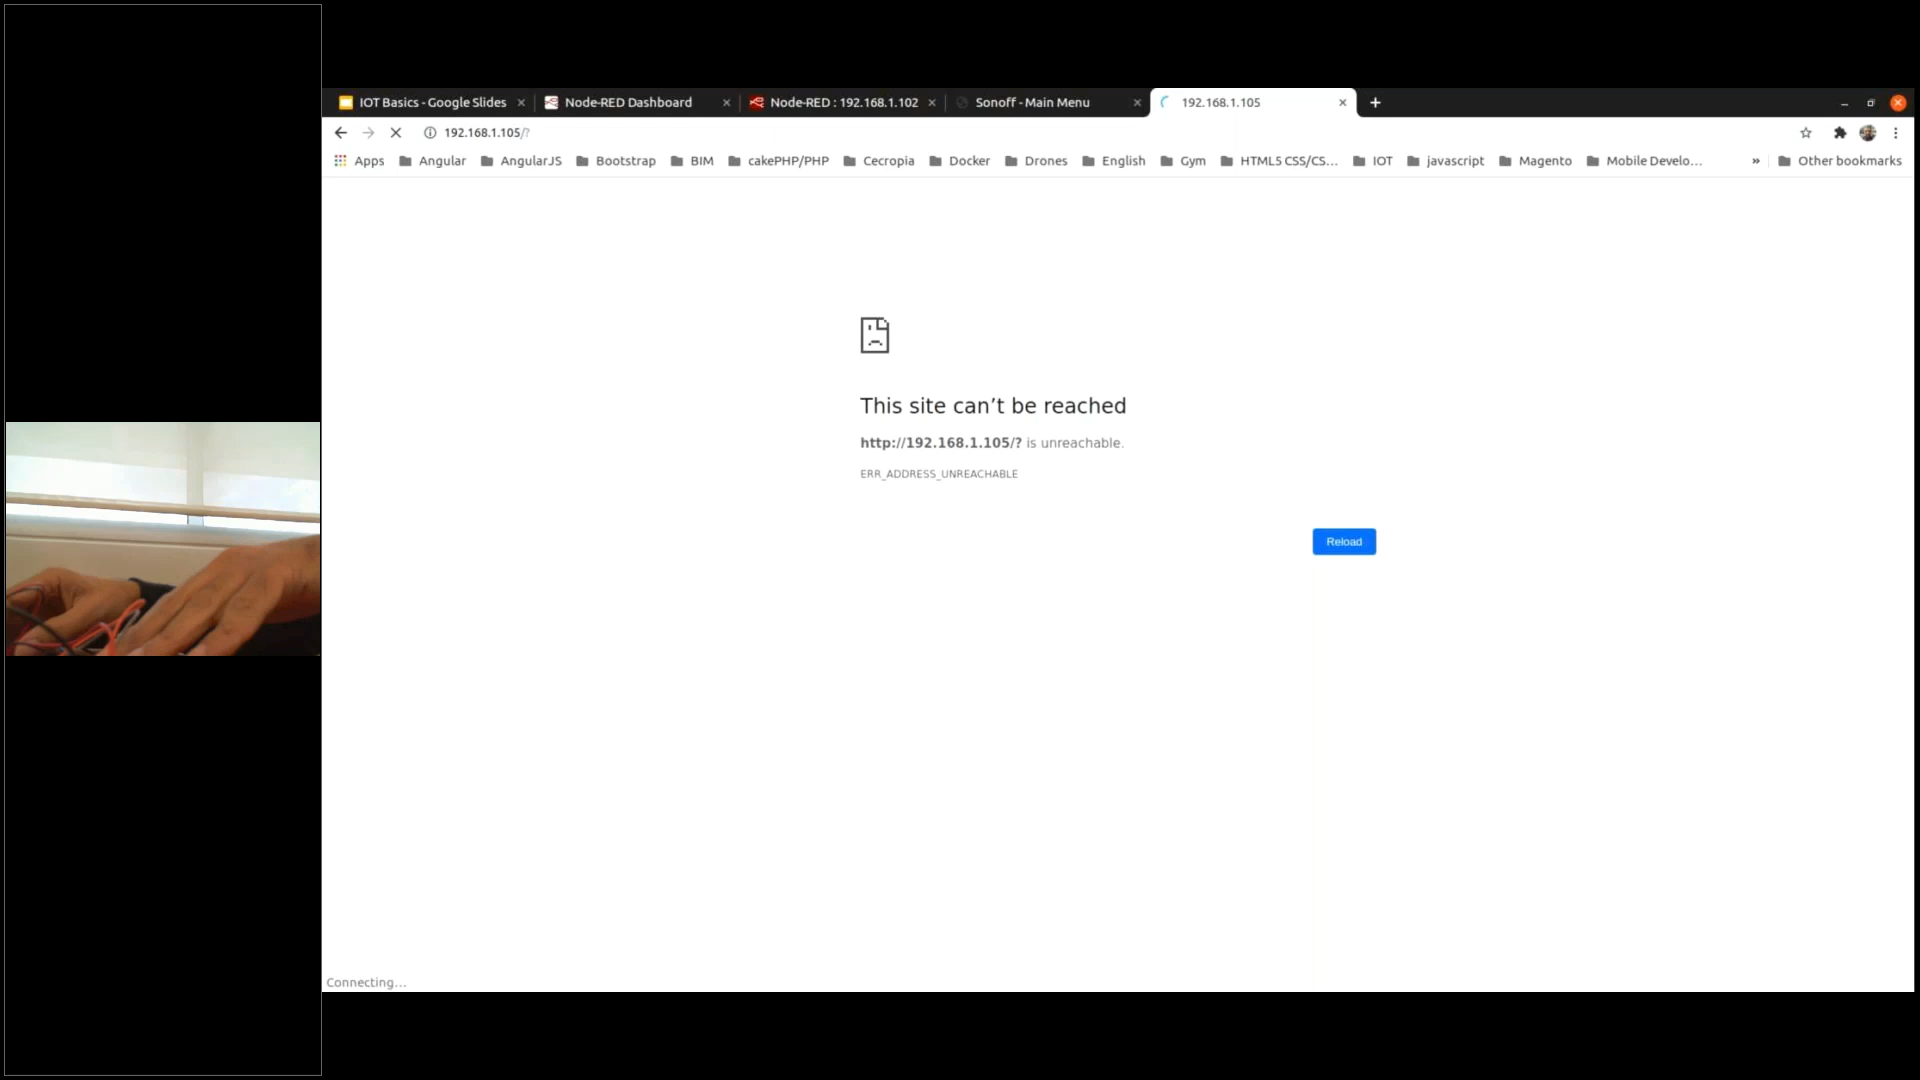 IOT Basics - Google Slides
Node-RED Dashboard
Node-RED : 192.168.1.102
Sonoff - Main Menu
192.168.1.105
192.168.1.105/?
Apps
Angular
AngularJS
Bootstrap
BIM
cakePHP/PHP
Cecropia
Docker
Drones
English
Gym
HTML5 CSS/CS...
IOT
javascript
Magento
Mobile Develo...
»
Other bookmarks
This site can’t be reached
http://192.168.1.105/? is unreachable.
ERR_ADDRESS_UNREACHABLE
Reload
Connecting...